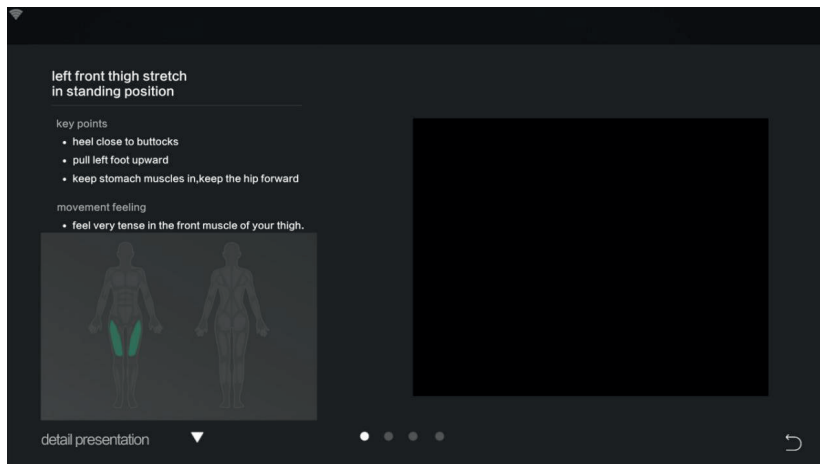 left front thigh stretch
in standing position
key points
• heel close to buttocks
• pull left foot upward
• keep stomach muscles in,keep the hip forward
movement feeling
• feel very tense in the front muscle of your thigh.
detail presentation